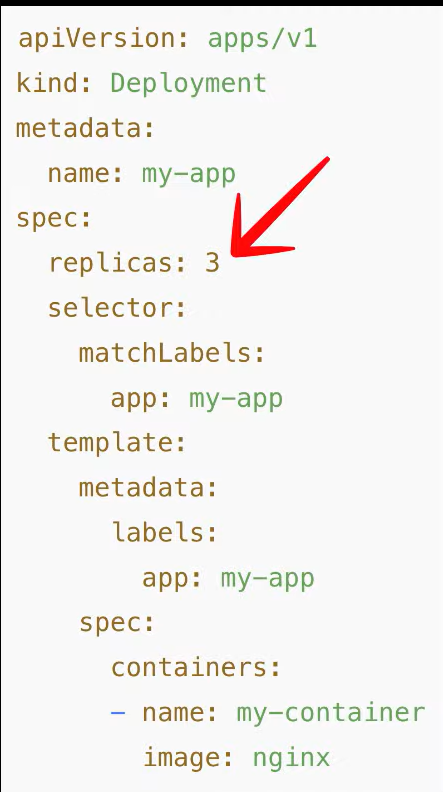 apiVersion: apps/v1
kind: Deployment
metadata:
  name: my-app
spec:
  replicas: 3
  selector:
    matchLabels:
      app: my-app
  template:
    metadata:
      labels:
        app: my-app
    spec:
      containers:
      - name: my-container
        image: nginx